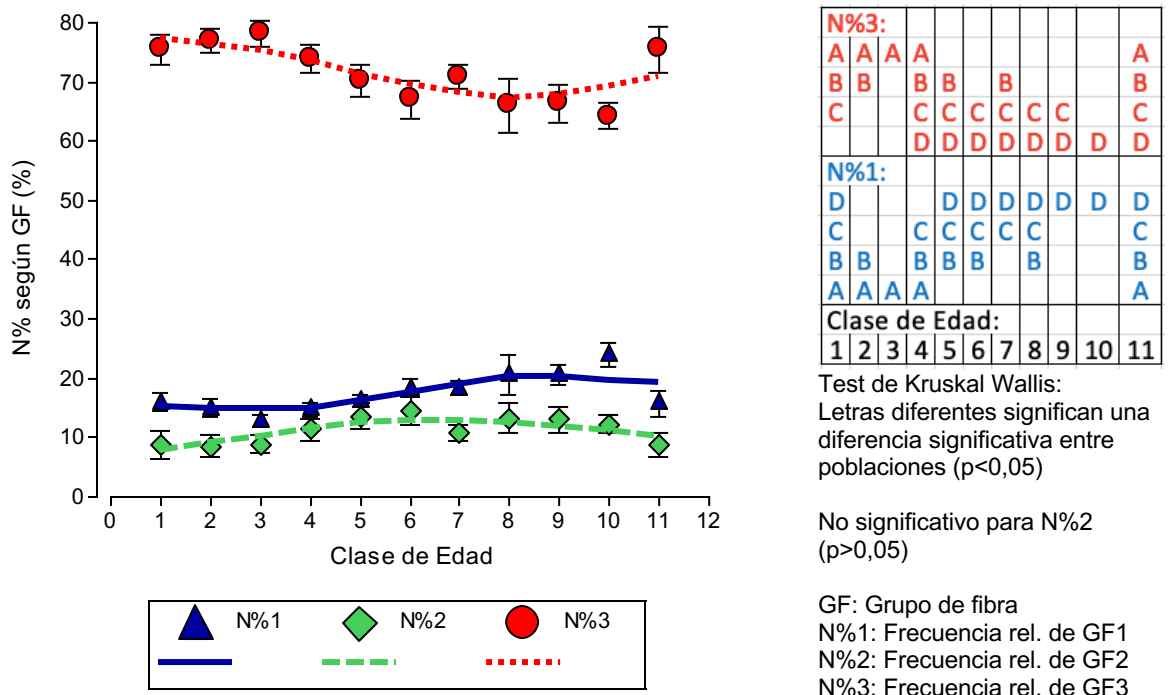 80
70
60
50
40
30
20
10
0
N% según GF (%)
0 1 2 3 4 5 6 7 8 9 10 11 12
Clase de Edad
N%1 N%2 N%3
N%3:
A A A A A
B B B B B B
C C C C C C C C
D D D D D D D D
N%1:
D D D D D D D D
C C C C C C C
B B B B B B B
A A A A A
Clase de Edad:
1 2 3 4 5 6 7 8 9 10 11
Test de Kruskal Wallis:
Letras diferentes significan una
diferencia significativa entre
poblaciones (p<0,05)
No significativo para N%2
(p>0,05)
GF: Grupo de fibra
N%1: Frecuencia rel. de GF1
N%2: Frecuencia rel. de GF2
N%3: Frecuencia rel. de GF3